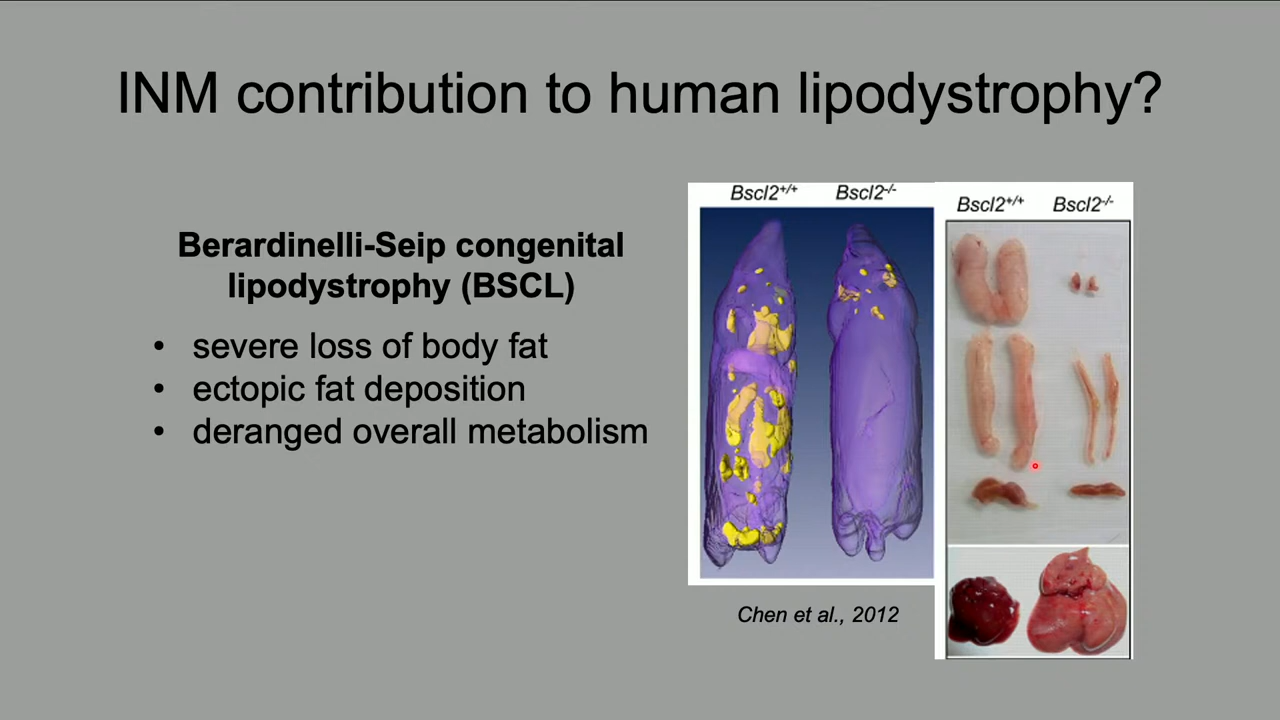 INM contribution to human lipodystrophy?
Berardinelli-Seip congenital
lipodystrophy (BSCL)
• severe loss of body fat
• ectopic fat deposition
• deranged overall metabolism
Bscl2+/+ Bscl2-/-
Bscl2+/+ Bscl2-/-
Chen et al., 2012